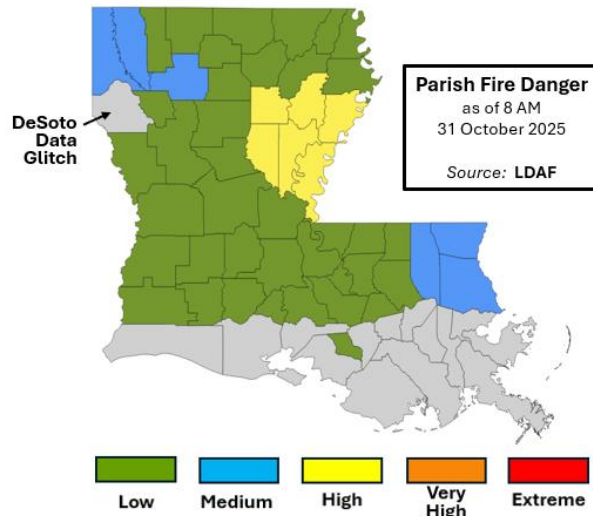 Parish Fire Danger
as of 8 AM
31 October 2025
Source: LDAF
DeSoto
Data
Glitch
Low
Medium
High
Very
High
Extreme